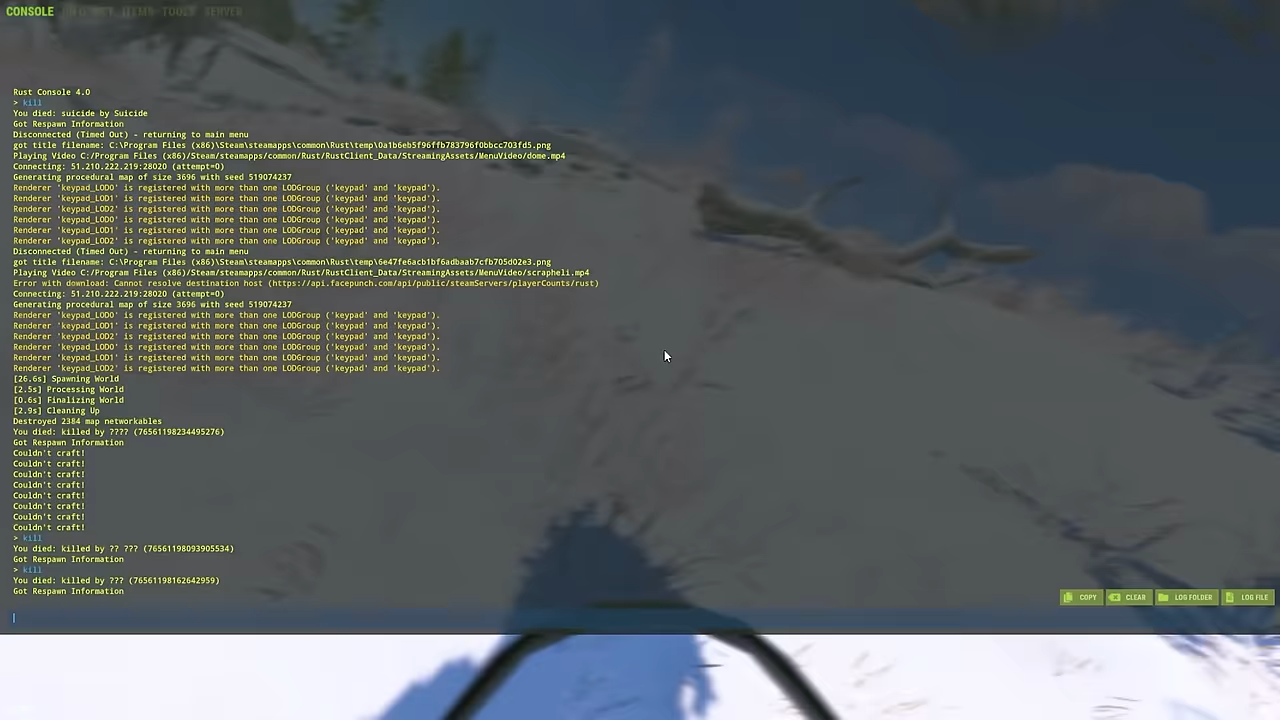 CONSOLE ITEMS TOOLS SERVER
Rust Console 4.0
> kill
You died: suicide by Suicide
Got Respawn Information
Disconnected (Timed Out) - returning to main menu
got title filename: C:\Program Files (x86)\Steam\steamapps\common\Rust\temp\0a1b6eb5f96ffb783796f0bbcc703fd5.png
Playing Video C:/Program Files (x86)/Steam/steamapps/common/Rust/RustClient_Data/StreamingAssets/MenuVideo/dome.mp4
Connecting: 51.210.222.219:28020 (attempt=0)
Generating procedural map of size 3696 with seed 519074237
Renderer 'keypad_LOD0' is registered with more than one LODGroup ('keypad' and 'keypad').
Renderer 'keypad_LOD1' is registered with more than one LODGroup ('keypad' and 'keypad').
Renderer 'keypad_LOD2' is registered with more than one LODGroup ('keypad' and 'keypad').
Renderer 'keypad_LOD0' is registered with more than one LODGroup ('keypad' and 'keypad').
Renderer 'keypad_LOD1' is registered with more than one LODGroup ('keypad' and 'keypad').
Renderer 'keypad_LOD2' is registered with more than one LODGroup ('keypad' and 'keypad').
Disconnected (Timed Out) - returning to main menu
got title filename: C:\Program Files (x86)\Steam\steamapps\common\Rust\temp\6e47fe6acb1bf6adbaab7cfb705d02e3.png
Playing Video C:/Program Files (x86)/Steam/steamapps/common/Rust/RustClient_Data/StreamingAssets/MenuVideo/scrapheli.mp4
Error with download: Cannot resolve destination host (https://api.facepunch.com/api/public/steamServers/playerCounts/rust)
Connecting: 51.210.222.219:28020 (attempt=0)
Generating procedural map of size 3696 with seed 519074237
Renderer 'keypad_LOD0' is registered with more than one LODGroup ('keypad' and 'keypad').
Renderer 'keypad_LOD1' is registered with more than one LODGroup ('keypad' and 'keypad').
Renderer 'keypad_LOD2' is registered with more than one LODGroup ('keypad' and 'keypad').
Renderer 'keypad_LOD0' is registered with more than one LODGroup ('keypad' and 'keypad').
Renderer 'keypad_LOD1' is registered with more than one LODGroup ('keypad' and 'keypad').
Renderer 'keypad_LOD2' is registered with more than one LODGroup ('keypad' and 'keypad').
[26.6s] Spawning World
[2.5s] Processing World
[0.6s] Finalizing World
[2.9s] Cleaning Up
Destroyed 2384 map networkables
You died: killed by ???? (76561198234495276)
Got Respawn Information
Couldn't craft!
Couldn't craft!
Couldn't craft!
Couldn't craft!
Couldn't craft!
Couldn't craft!
Couldn't craft!
Couldn't craft!
> kill
You died: killed by ?? ??? (76561198093905534)
Got Respawn Information
> kill
You died: killed by ??? (76561198162642959)
Got Respawn Information
COPY CLEAR LOG FOLDER LOG FILE